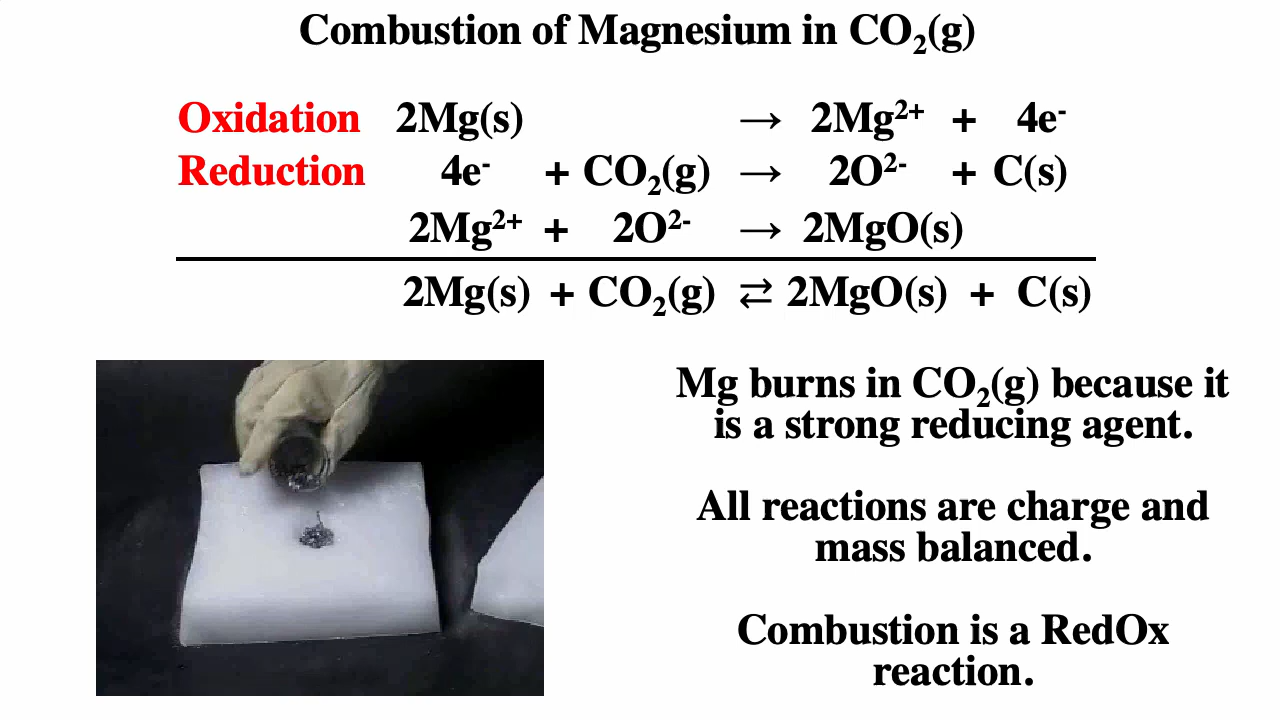 Combustion of Magnesium in CO₂(g)
Oxidation 2Mg(s) → 2Mg²⁺ + 4e⁻
Reduction 4e⁻ + CO₂(g) → 2O²⁻ + C(s)
2Mg²⁺ + 2O²⁻ → 2MgO(s)
2Mg(s) + CO₂(g) ⇄ 2MgO(s) + C(s)
Mg burns in CO₂(g) because it
is a strong reducing agent.
All reactions are charge and
mass balanced.
Combustion is a RedOx
reaction.